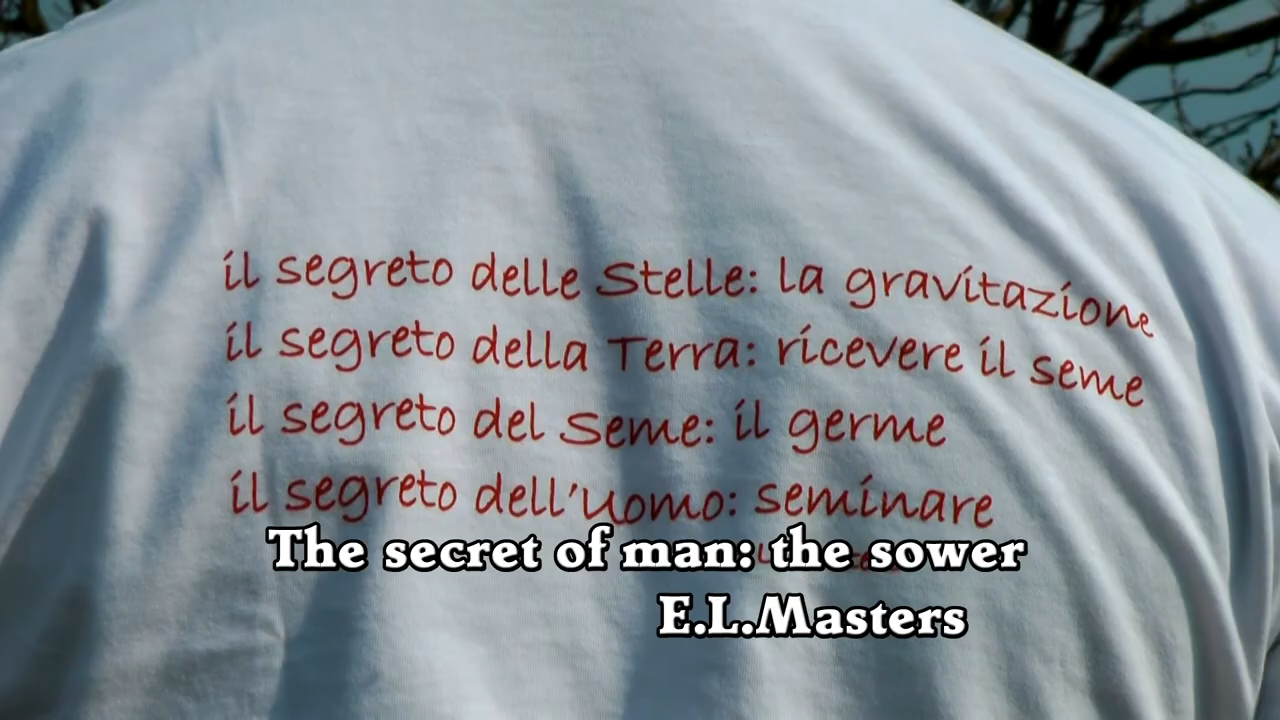 il segreto delle Stelle: la gravitazione
il segreto della Terra: ricevere il seme
il segreto del Seme: il germe
il segreto dell'Uomo: seminare
The secret of man: the sower
E.L.Masters